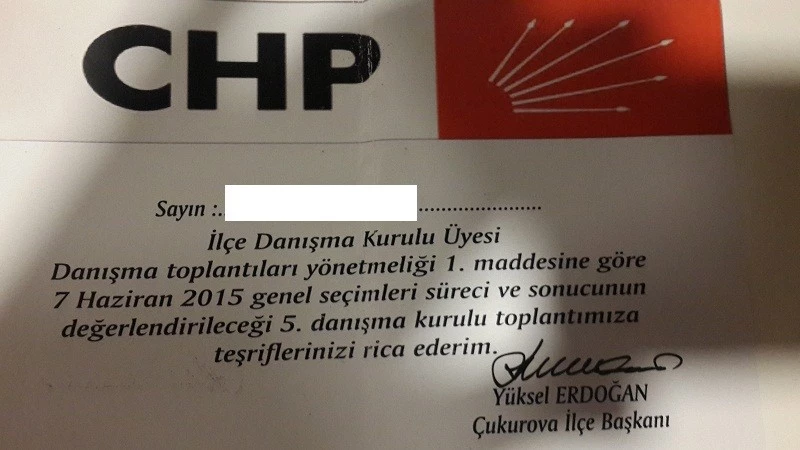 CHP
Sayın :. .......................
İlçe Danışma Kurulu Üyesi
Danışma toplantıları yönetmeliği 1. maddesine göre
7 Haziran 2015 genel seçimleri süreci ve sonucunun
değerlendirileceği 5. danışma kurulu toplantımıza
teşriflerinizi rica ederim.
Yüksel ERDOĞAN
Çukurova İlçe Başkanı